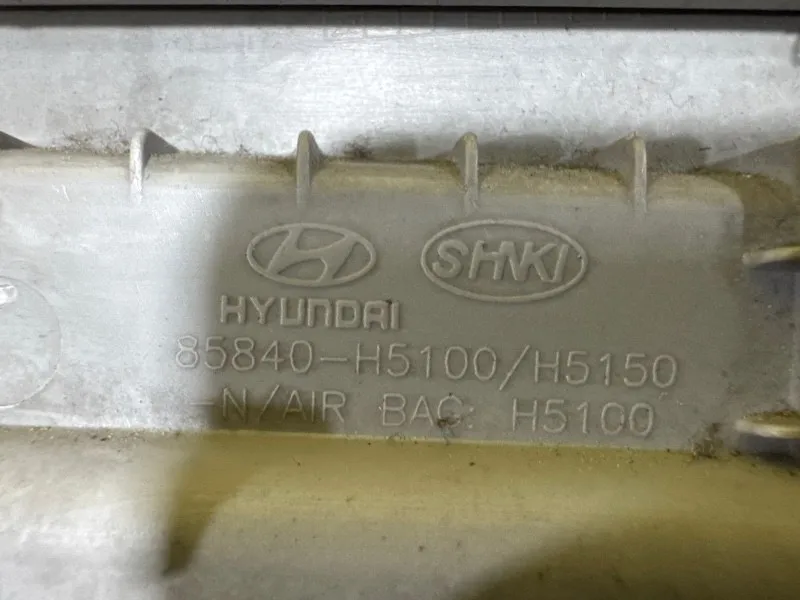 SHNKI
HYUNDAI
85840-H5100/H5150
-N/AIR BAG: H5100